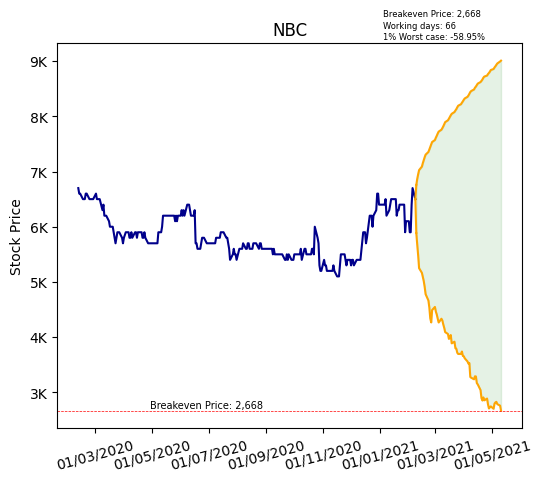 Breakeven Price: 2,668
Working days: 66
1% Worst case: -58.95%
NBC
9K
8K
7K
6K
5K
4K
3K
Stock Price
Breakeven Price: 2,668
01/03/2020 01/05/2020 01/07/2020 01/09/2020 01/11/2020 01/01/2021 01/03/2021 01/05/2021